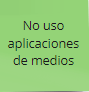 No uso
aplicaciones
de medios